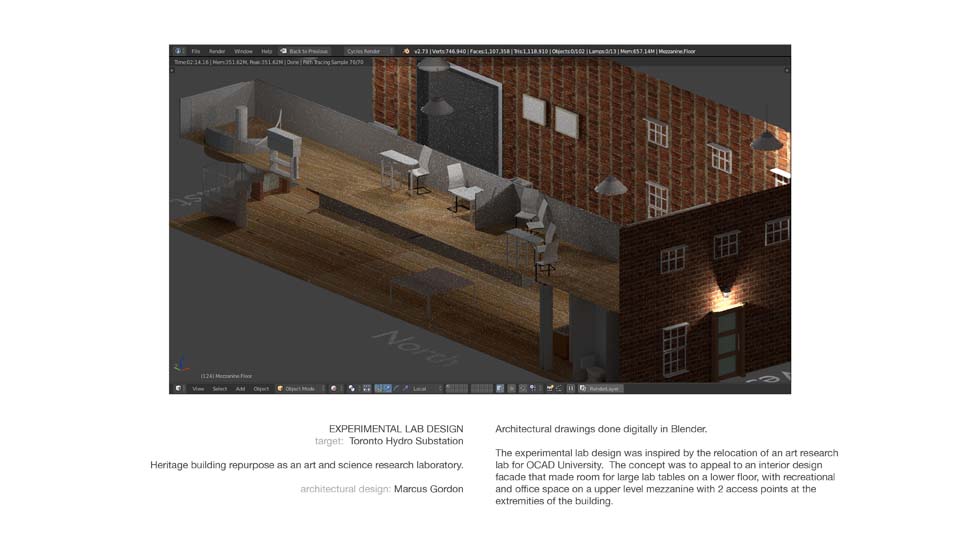 File Render Window Help Back to Previous Cycles Render v2.73 | Verts:746,940 | Faces:1,107,358 | Tris:1,118,910 | Objects:0/102 | Lamps:0/13 | Mem:657.14M | Mezzanine.Floor
Time:02:14.16 | Mem:351.62M, Peak:351.62M | Done | Path Tracing Sample 70/70
North
(124) Mezzanine.Floor
View Select Add Object Object Mode Local RenderLayer
EXPERIMENTAL LAB DESIGN
target: Toronto Hydro Substation
Heritage building repurpose as an art and science research laboratory.
architectural design: Marcus Gordon
Architectural drawings done digitally in Blender.
The experimental lab design was inspired by the relocation of an art research
lab for OCAD University. The concept was to appeal to an interior design
facade that made room for large lab tables on a lower floor, with recreational
and office space on a upper level mezzanine with 2 access points at the
extremities of the building.